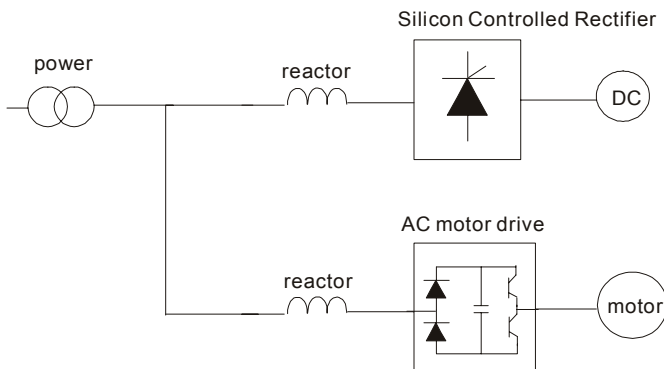 Silicon Controlled Rectifier
power
reactor
DC
AC motor drive
reactor
motor